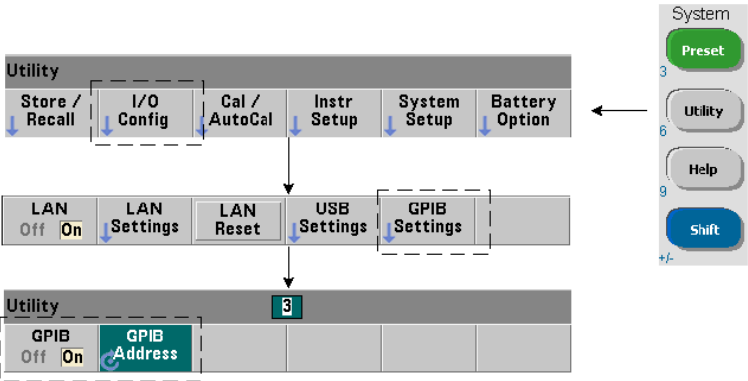 System
Preset
3
Utility
Store / Recall
I/O Config
Cal / AutoCal
Instr Setup
System Setup
Battery Option
Utility
6
Help
9
LAN Off On
LAN Settings
LAN Reset
USB Settings
GPIB Settings
Shift
+/-
Utility
3
GPIB Off On
GPIB Address